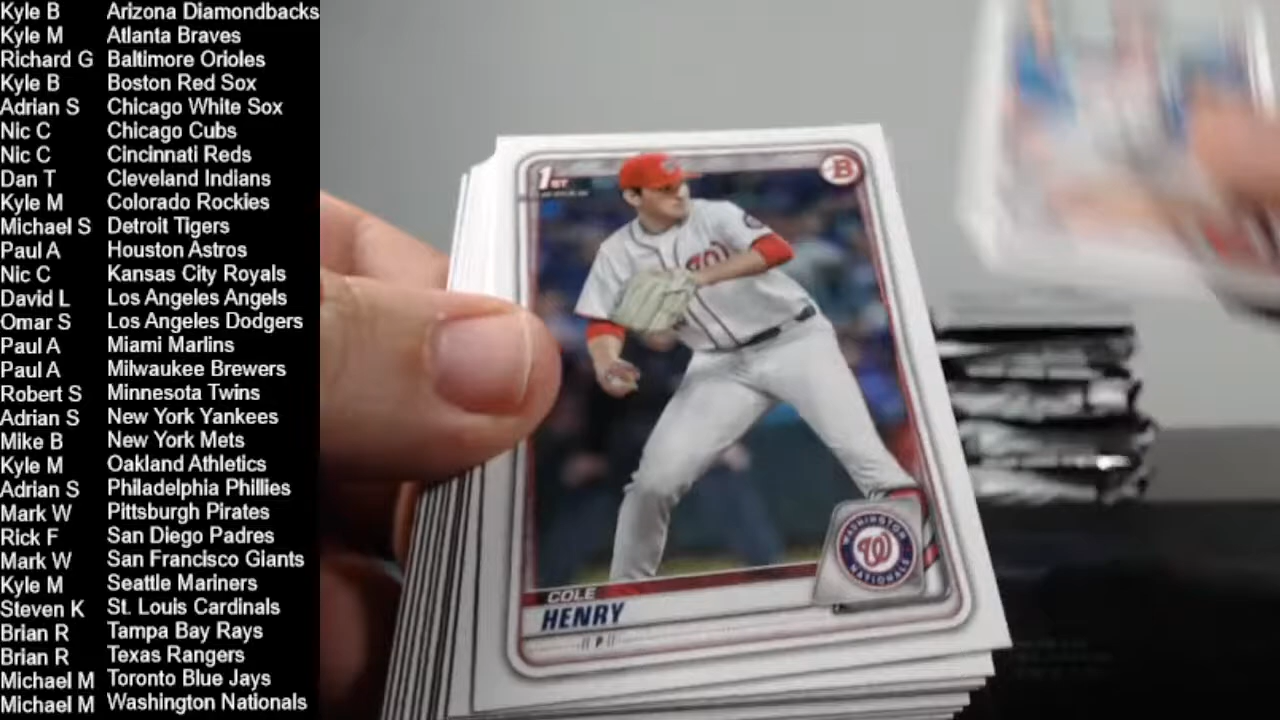 Kyle B Arizona Diamondbacks
Kyle M Atlanta Braves
Richard G Baltimore Orioles
Kyle B Boston Red Sox
Adrian S Chicago White Sox
Nic C Chicago Cubs
Nic C Cincinnati Reds
Dan T Cleveland Indians
Kyle M Colorado Rockies
Michael S Detroit Tigers
Paul A Houston Astros
Nic C Kansas City Royals
David L Los Angeles Angels
Omar S Los Angeles Dodgers
Paul A Miami Marlins
Paul A Milwaukee Brewers
Robert S Minnesota Twins
Adrian S New York Yankees
Mike B New York Mets
Kyle M Oakland Athletics
Adrian S Philadelphia Phillies
Mark W Pittsburgh Pirates
Rick F San Diego Padres
Mark W San Francisco Giants
Kyle M Seattle Mariners
Steven K St. Louis Cardinals
Brian R Tampa Bay Rays
Brian R Texas Rangers
Michael M Toronto Blue Jays
Michael M Washington Nationals
1ST
B
WASHINGTON
W
NATIONALS
COLE
HENRY
P